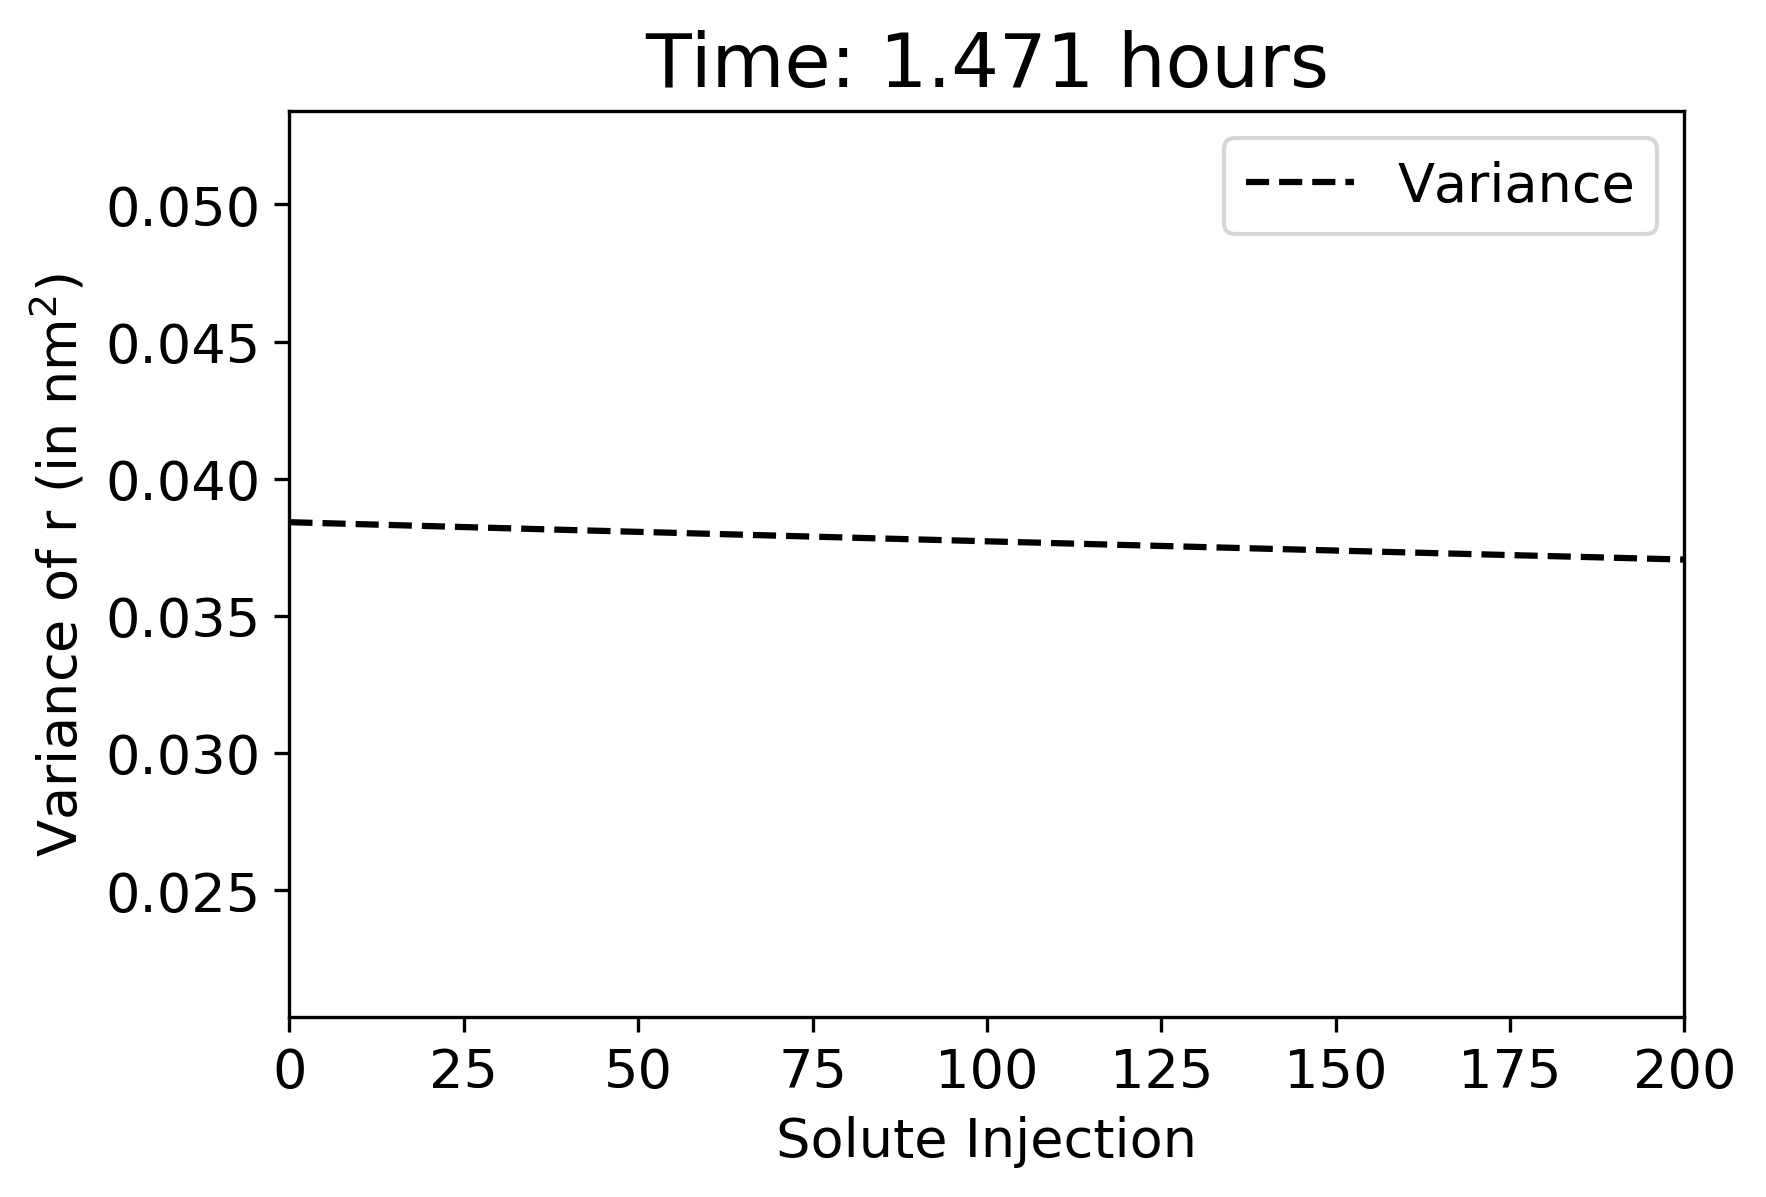 Time: 1.471 hours
Variance
Variance of r (in nm²)
0.050
0.045
0.040
0.035
0.030
0.025
0 25 50 75 100 125 150 175 200
Solute Injection